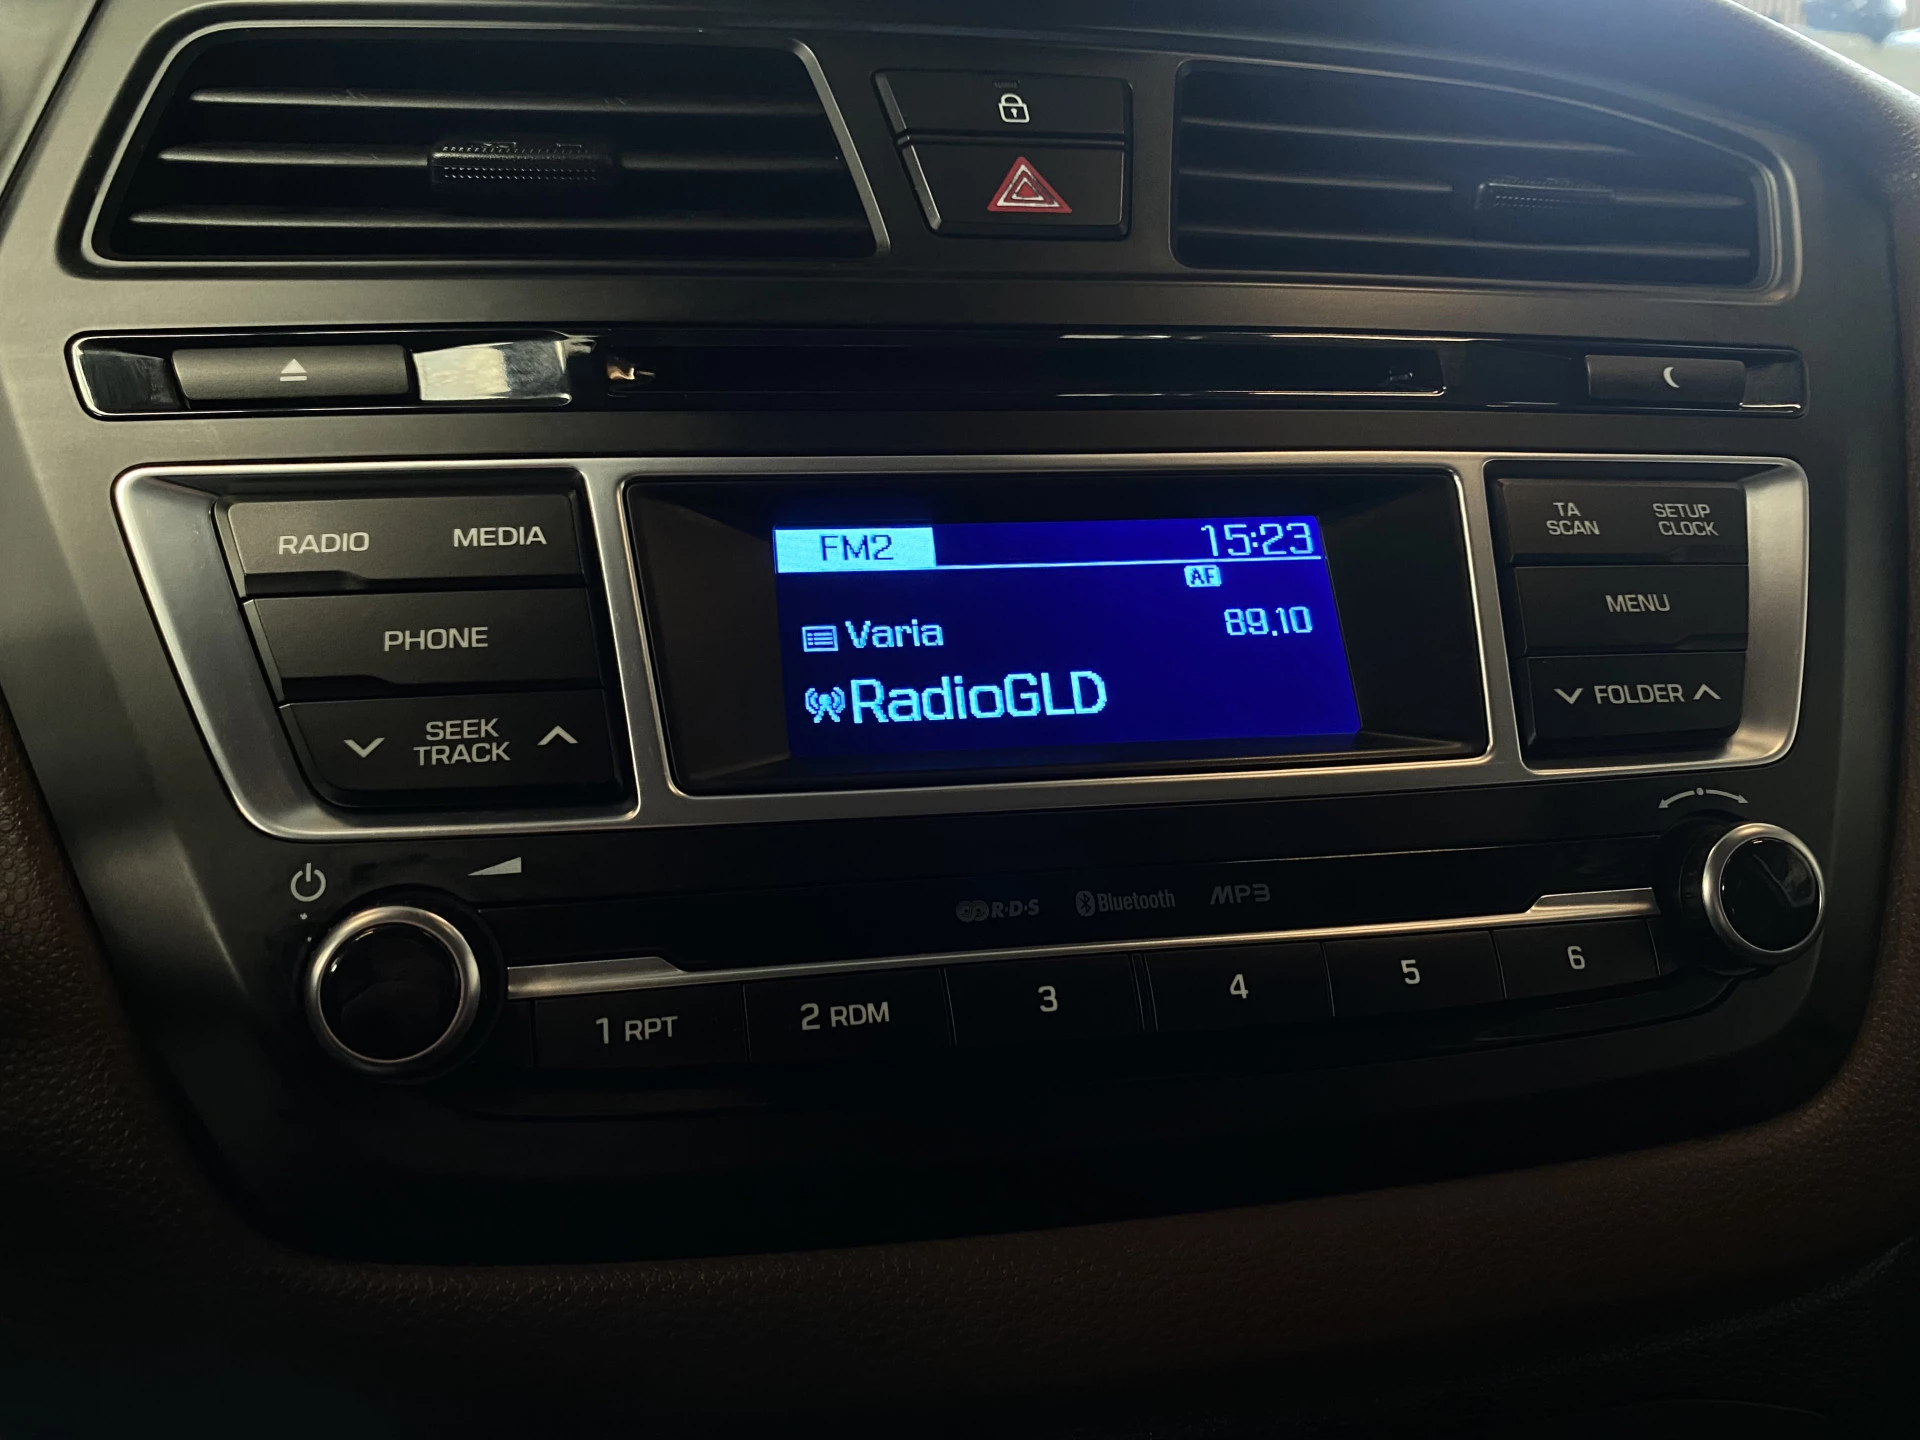 RADIO MEDIA
PHONE
SEEK
TRACK
FM2 15:23
AF
Varia 89.10
RadioGLD
TA
SCAN
SETUP
CLOCK
MENU
FOLDER
R·D·S Bluetooth MP3
1 RPT 2 RDM 3 4 5 6